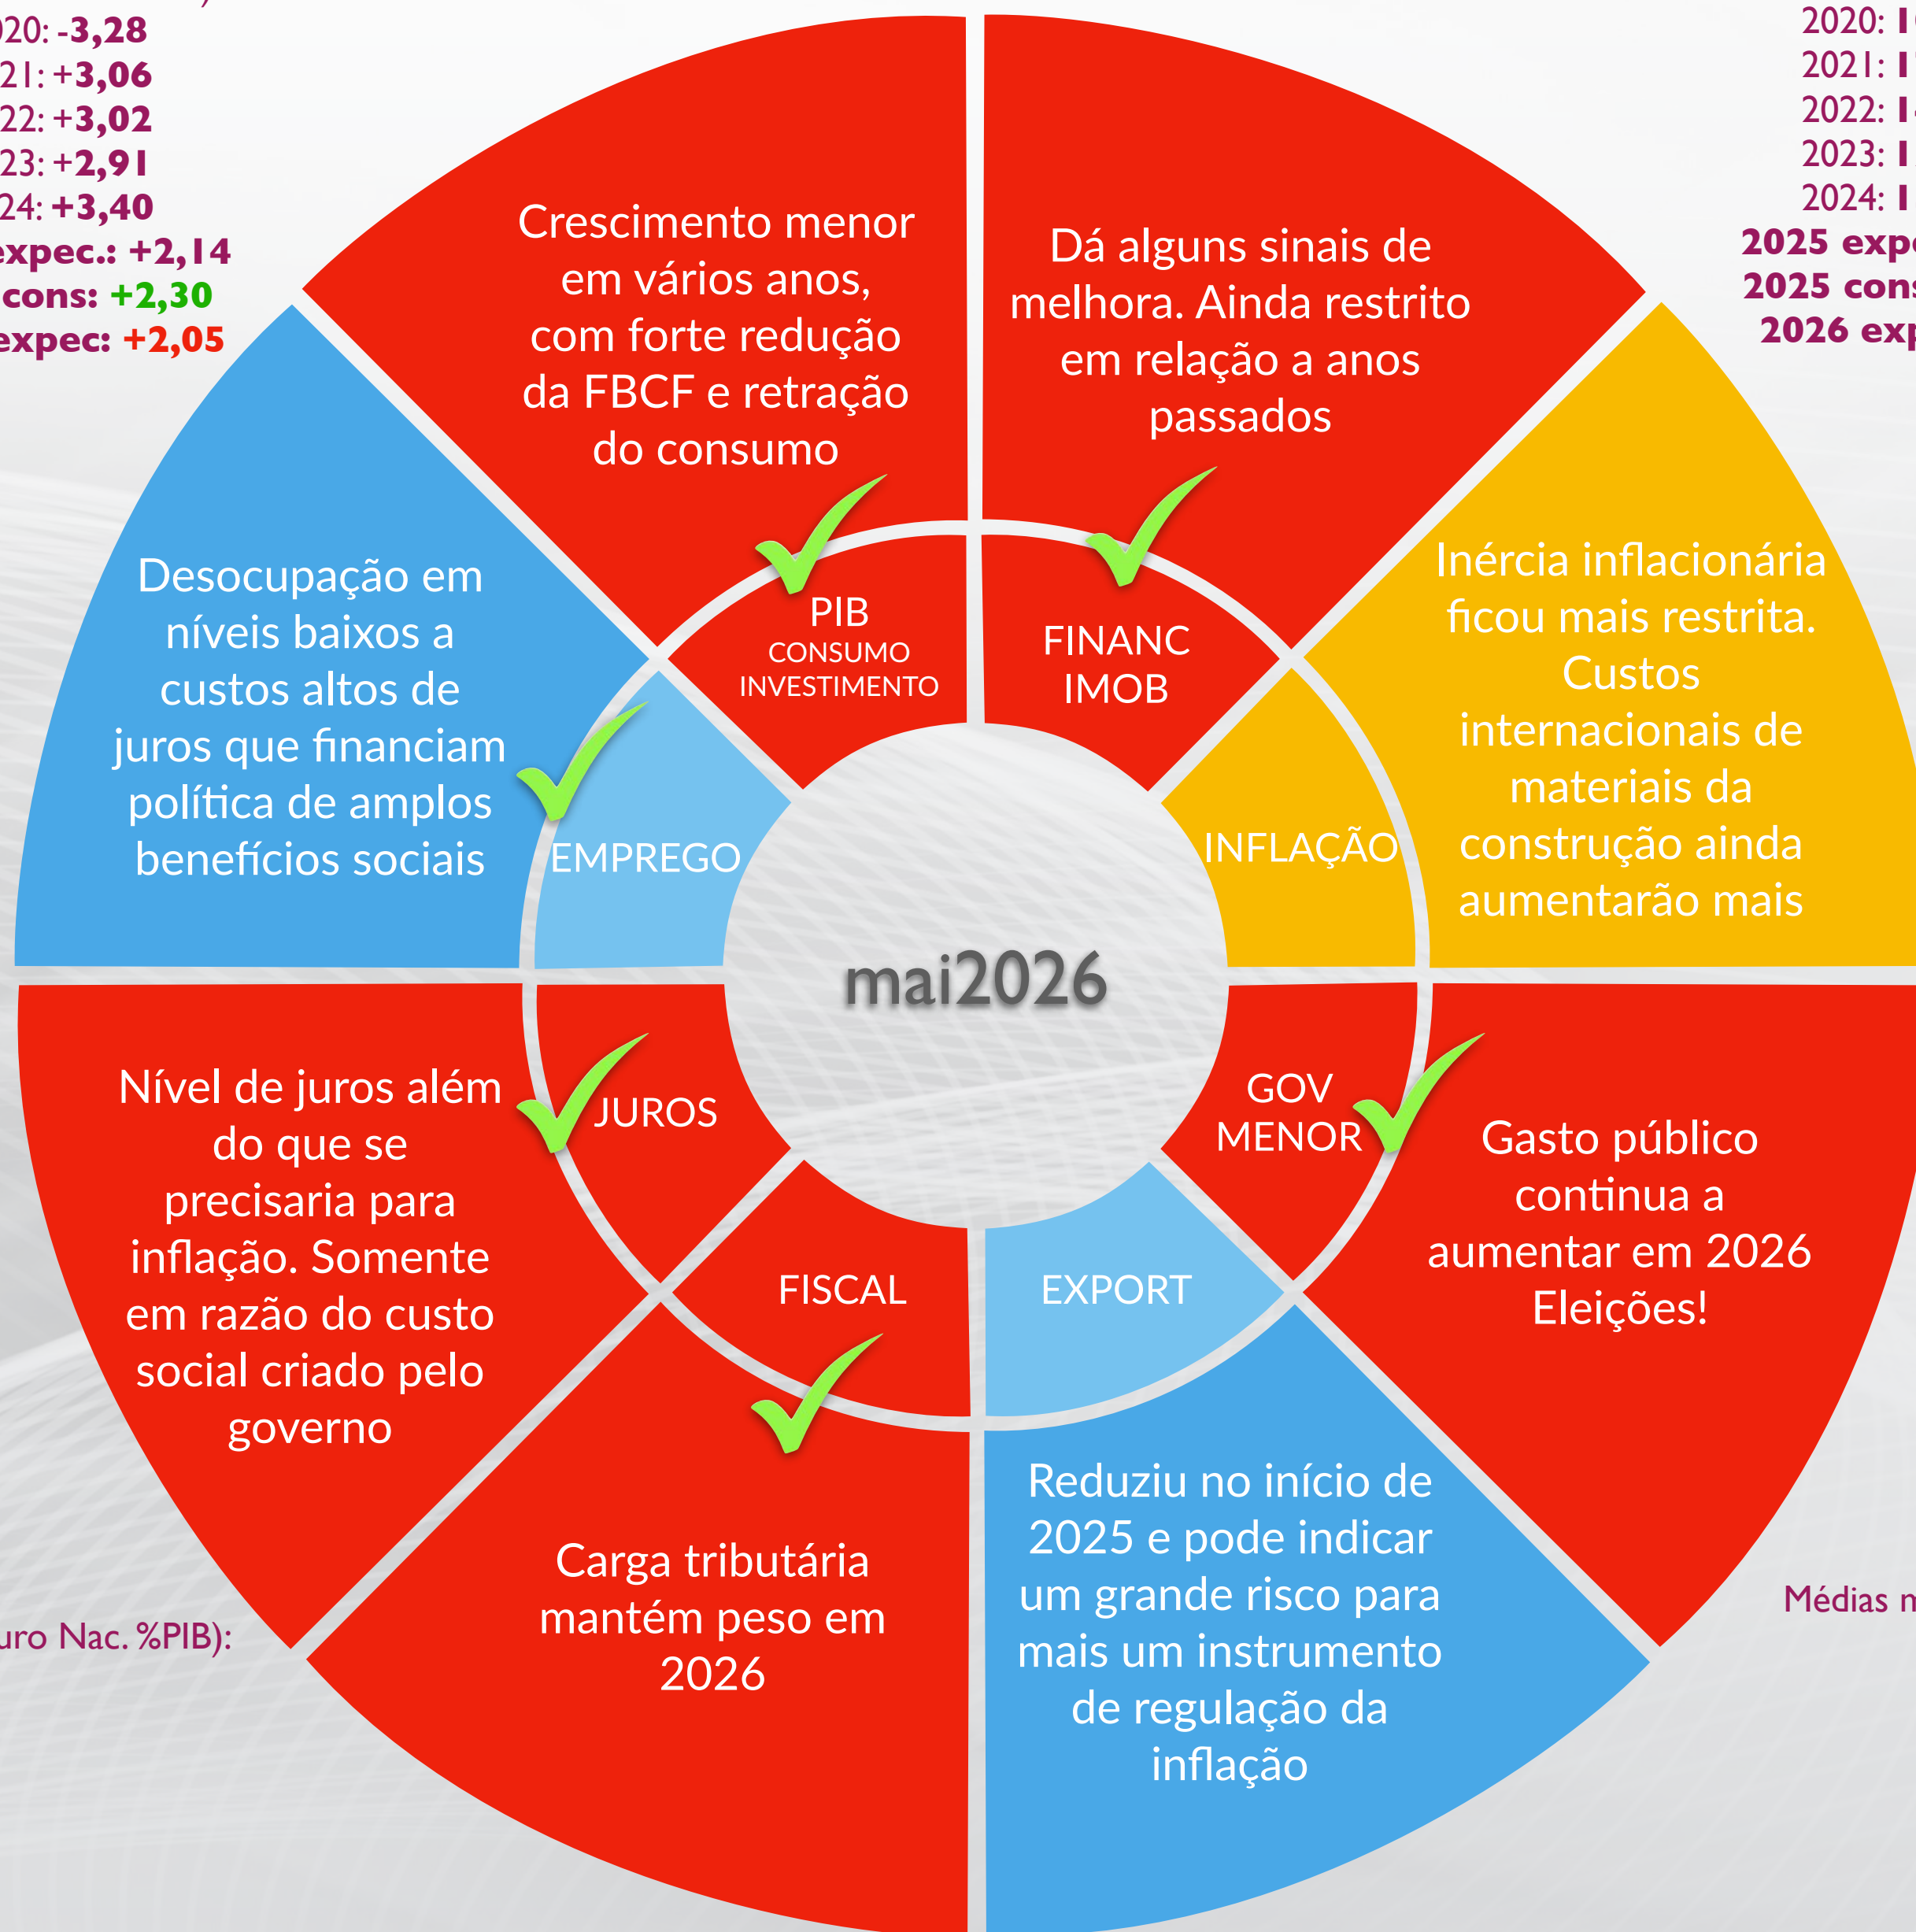 20: -3,28
21: +3,06
22: +3,02
23: +2,91
24: +3,40
expec.: +2,14
cons: +2,30
expec: +2,05
2020:
2021:
2022:
2023:
2024:
2025
2025
2026
Crescimento menor
em vários anos,
com forte redução
da FBCF e retração
do consumo
Dá alguns sinais de
melhora. Ainda restrito
em relação a anos
passados
PIB
CONSUMO
INVESTIMENTO
FINANC
IMOB
Desocupação em
níveis baixos a
custos altos de
juros que financiam
política de amplos
benefícios sociais
EMPREGO
INFLAÇÃO
Inércia inflacionária
ficou mais restrita.
Custos
internacionais de
materiais da
construção ainda
aumentarão mais
mai2026
Nível de juros além
do que se
precisaria para
inflação. Somente
em razão do custo
social criado pelo
governo
JUROS
GOV
MENOR
Gasto público
continua a
aumentar em 2026
Eleições!
FISCAL
EXPORT
Carga tributária
mantém peso em
2026
Reduziu no início de
2025 e pode indicar
um grande risco para
mais um instrumento
de regulação da
inflação
Nac. %PIB):
Médias